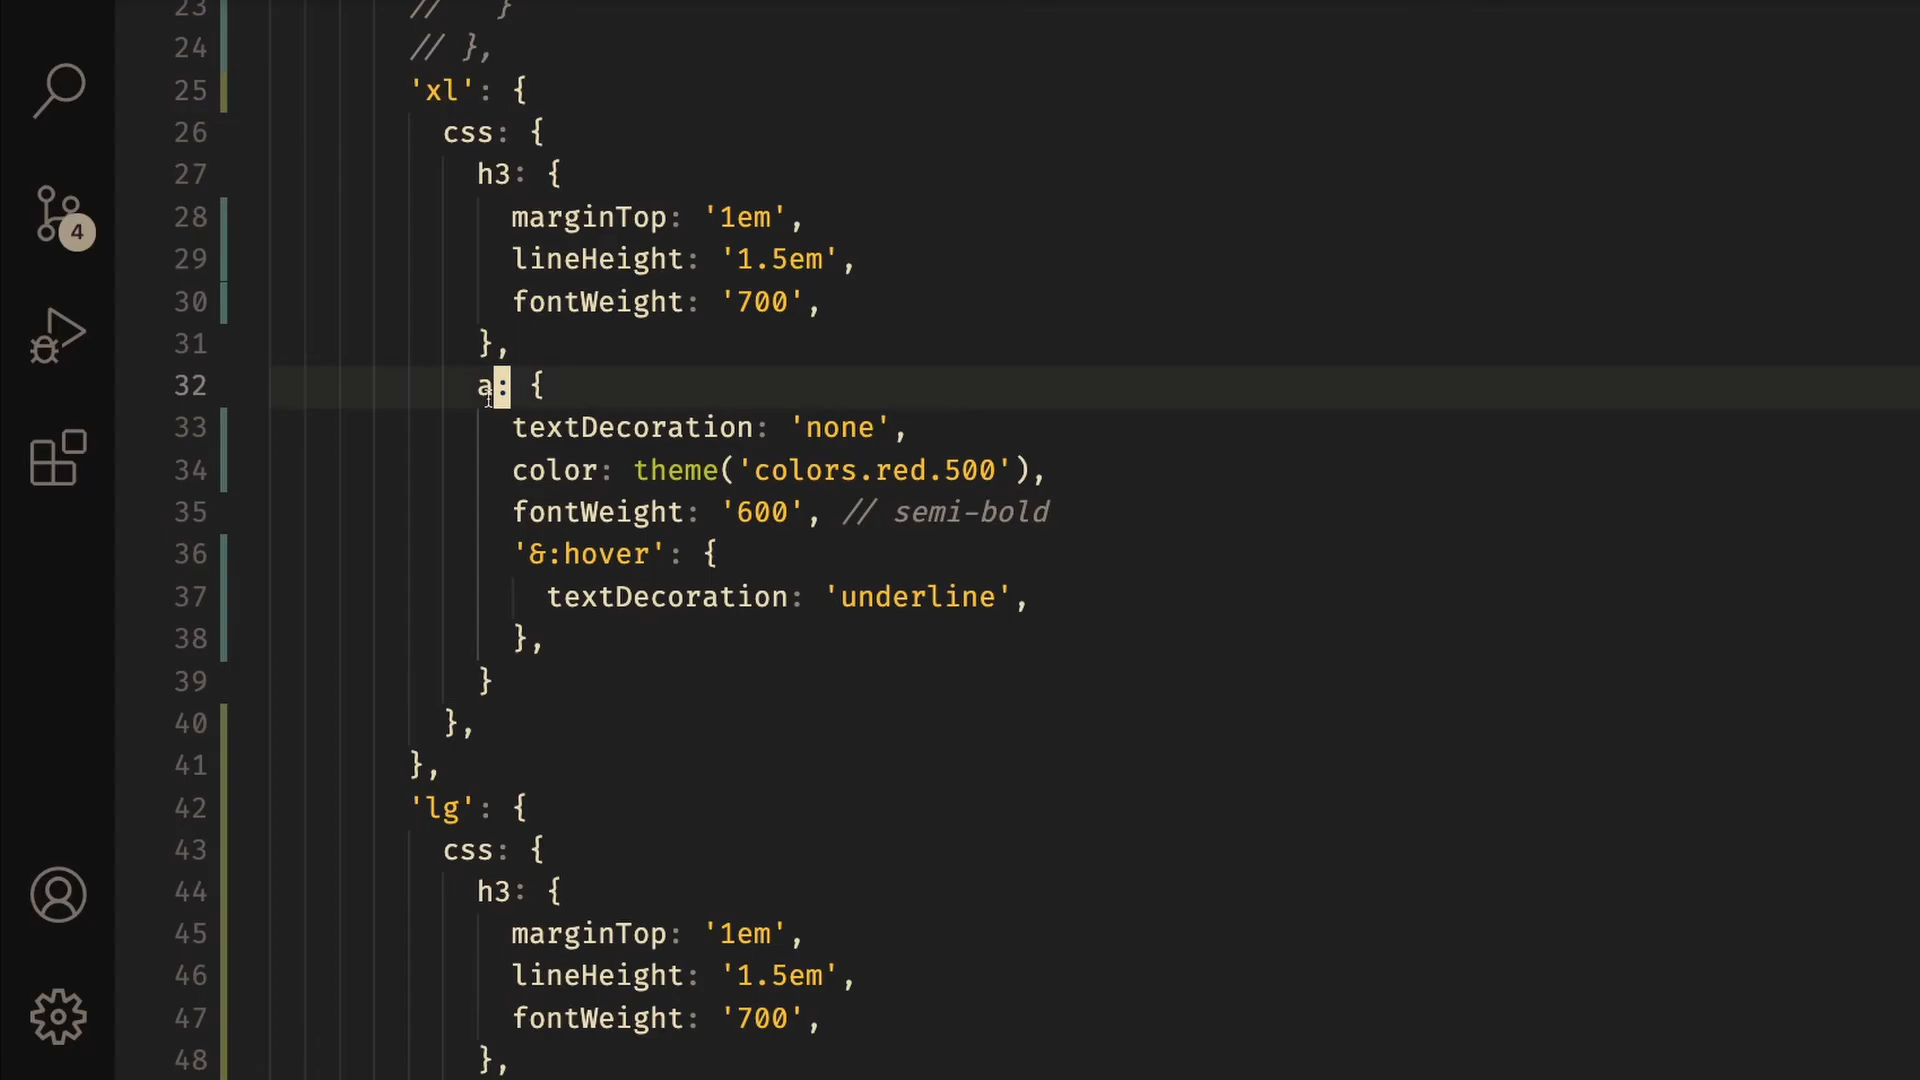 23 // }
24 // },
25 'xl': {
26 css: {
27 h3: {
28 marginTop: '1em',
29 lineHeight: '1.5em',
30 fontWeight: '700',
31 },
32 a: {
33 textDecoration: 'none',
34 color: theme('colors.red.500'),
35 fontWeight: '600', // semi-bold
36 '&:hover': {
37 textDecoration: 'underline',
38 },
39 }
40 },
41 },
42 'lg': {
43 css: {
44 h3: {
45 marginTop: '1em',
46 lineHeight: '1.5em',
47 fontWeight: '700',
48 },
4